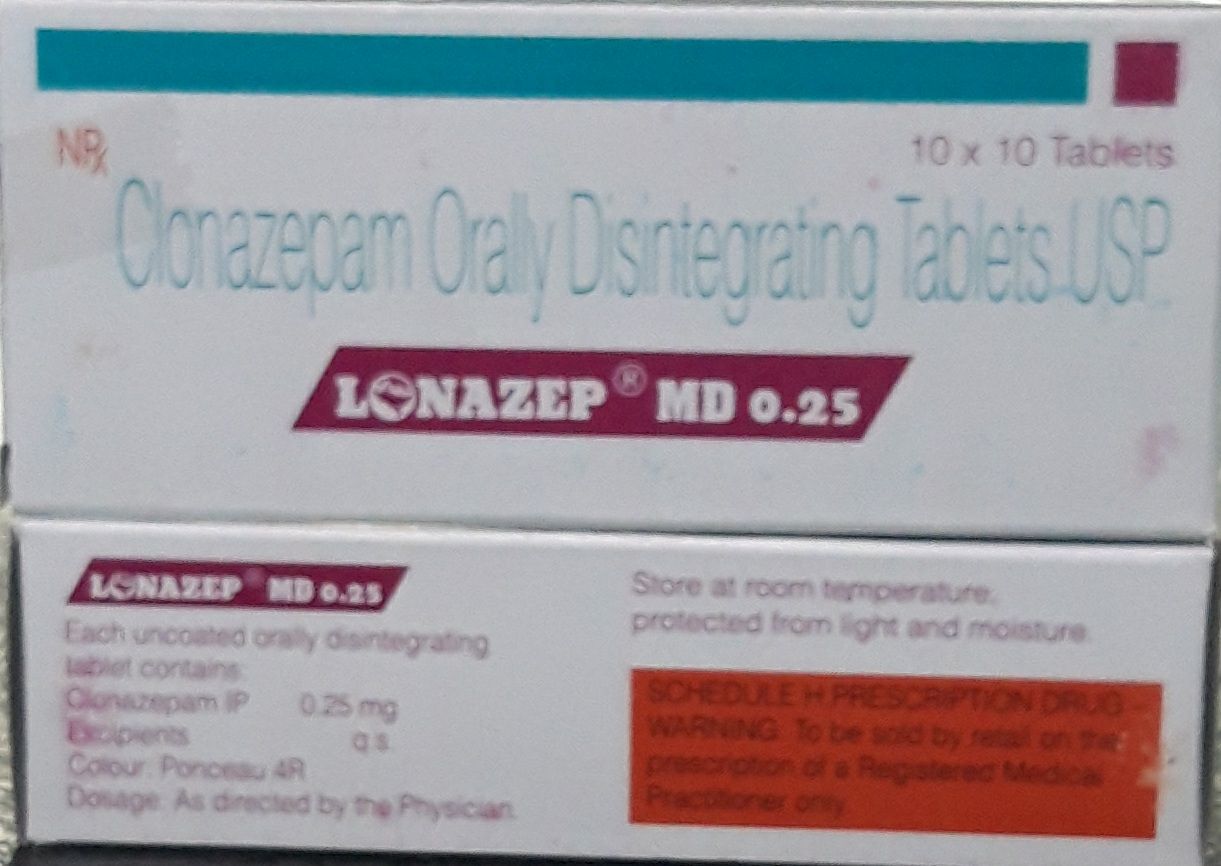 NRx
10 x 10 Tablets
Clonazepam Orally Disintegrating Tablets USP
LONAZEP® MD 0.25
LONAZEP® MD 0.25
Each uncoated orally disintegrating
tablet contains:
Clonazepam IP 0.25 mg
Excipients q.s.
Colour: Ponceau 4R
Dosage: As directed by the Physician.
Store at room temperature,
protected from light and moisture.
SCHEDULE H PRESCRIPTION DRUG -
WARNING: To be sold by retail on the
prescription of a Registered Medical
Practitioner only.